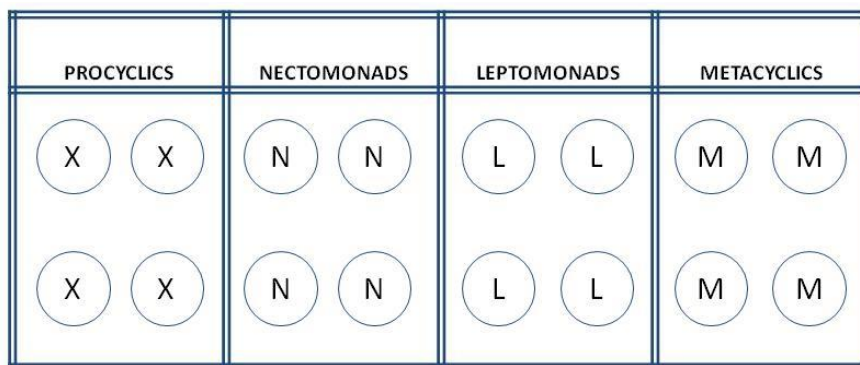 PROCYCLICS NECTOMONADS LEPTOMONADS METACYCLICS
X X N N L L M M
X X N N L L M M